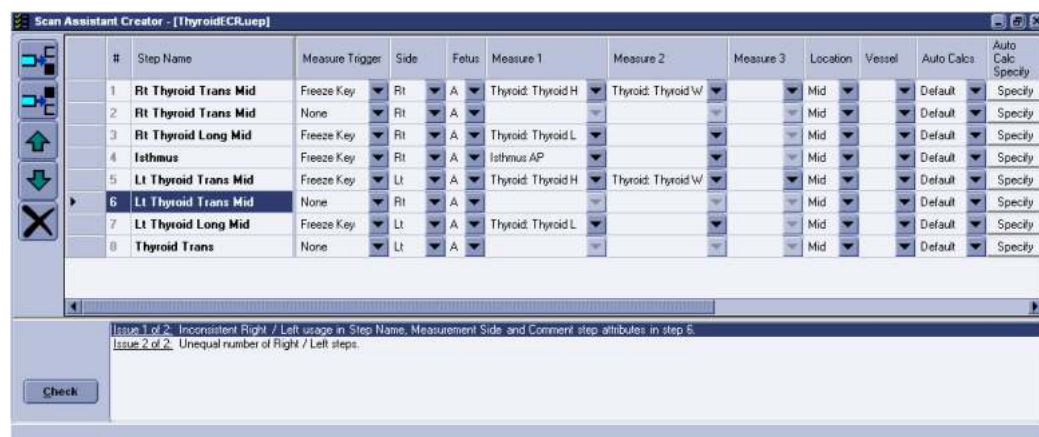 Scan Assistant Creator - [ThyroidECR.uep]
# Step Name Measure Trigger Side Fetus Measure 1 Measure 2 Measure 3 Location Vessel Auto Calcs Auto Calc Specify
1 Rt Thyroid Trans Mid Freeze Key Rt A Thyroid: Thyroid H Thyroid: Thyroid W Mid Default Specify
2 Rt Thyroid Trans Mid None Rt A Mid Default Specify
3 Rt Thyroid Long Mid Freeze Key Rt A Thyroid: Thyroid L Mid Default Specify
4 Isthmus Freeze Key Rt A Isthmus AP Mid Default Specify
5 Lt Thyroid Trans Mid Freeze Key Lt A Thyroid: Thyroid H Thyroid: Thyroid W Mid Default Specify
6 Lt Thyroid Trans Mid None Rt A Mid Default Specify
7 Lt Thyroid Long Mid Freeze Key Lt A Thyroid: Thyroid L Mid Default Specify
8 Thyroid Trans None Lt A Mid Default Specify
Issue 1 of 2: Inconsistent Right / Left usage in Step Name, Measurement Side and Comment step attributes in step 6.
Issue 2 of 2: Unequal number of Right / Left steps.
Check